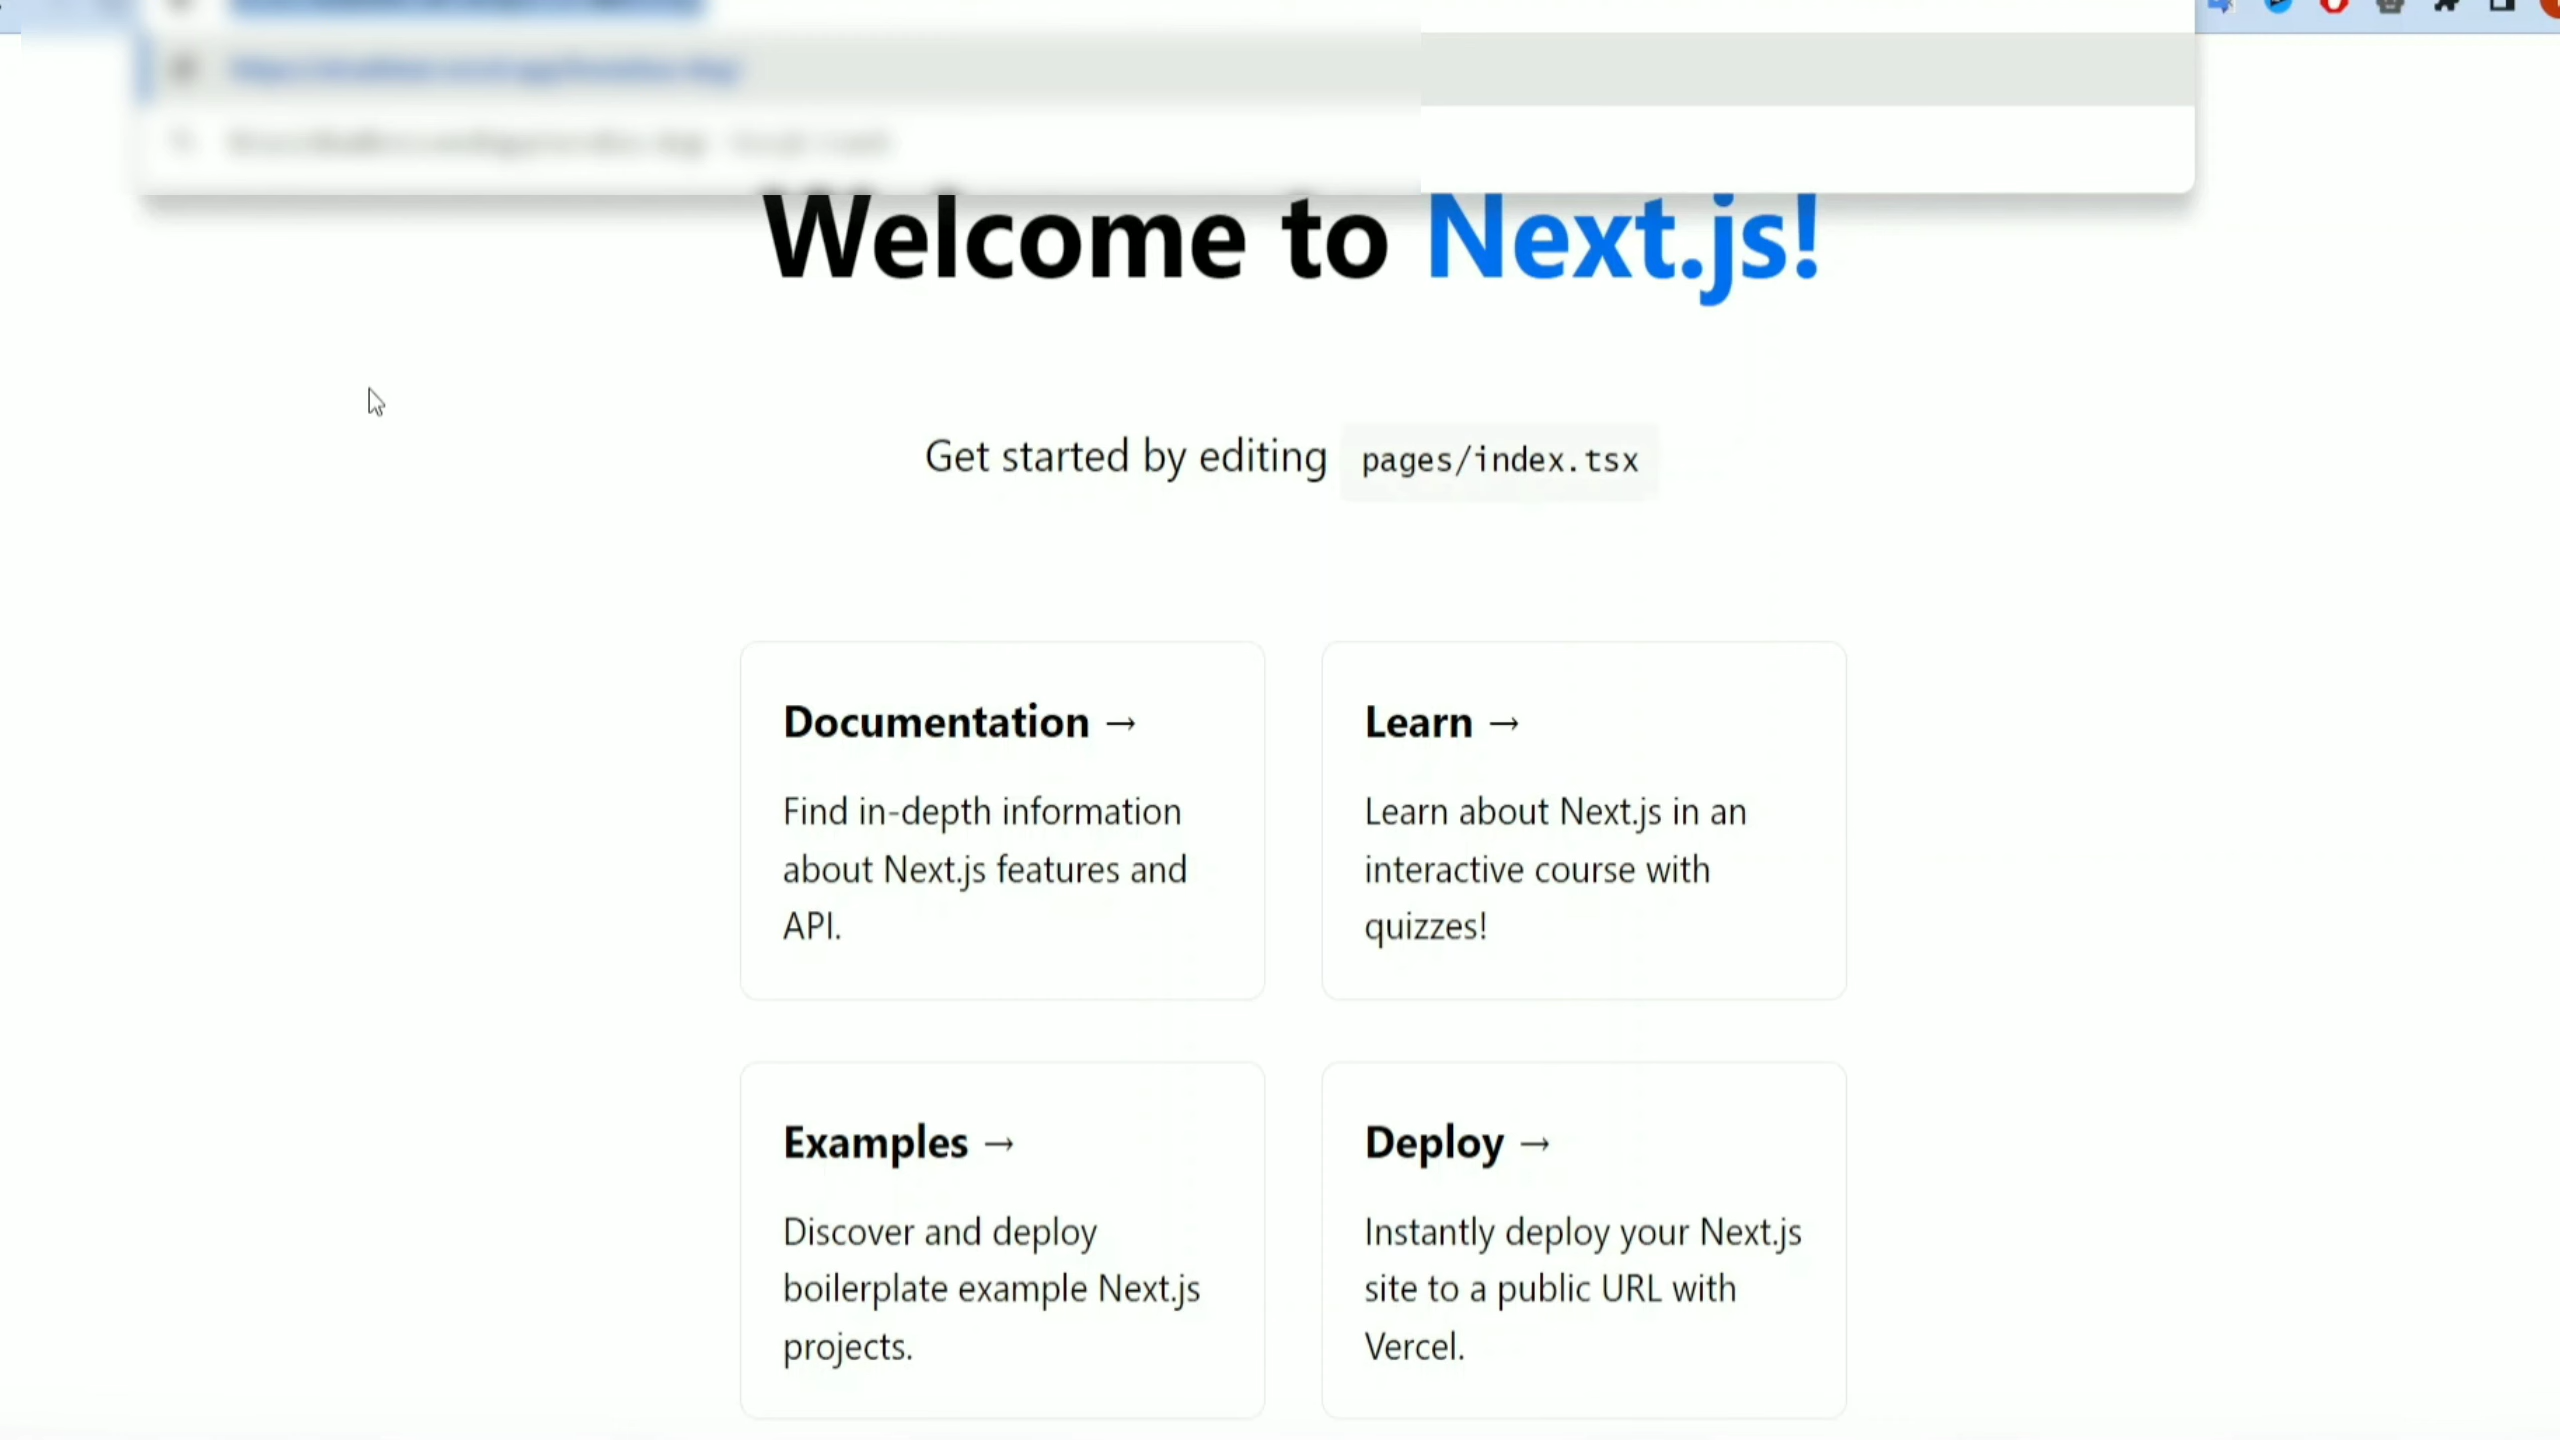 Welcome to Next.js!
Get started by editing pages/index.tsx
Documentation →
Find in-depth information
about Next.js features and
API.
Learn →
Learn about Next.js in an
interactive course with
quizzes!
Examples →
Discover and deploy
boilerplate example Next.js
projects.
Deploy →
Instantly deploy your Next.js
site to a public URL with
Vercel.